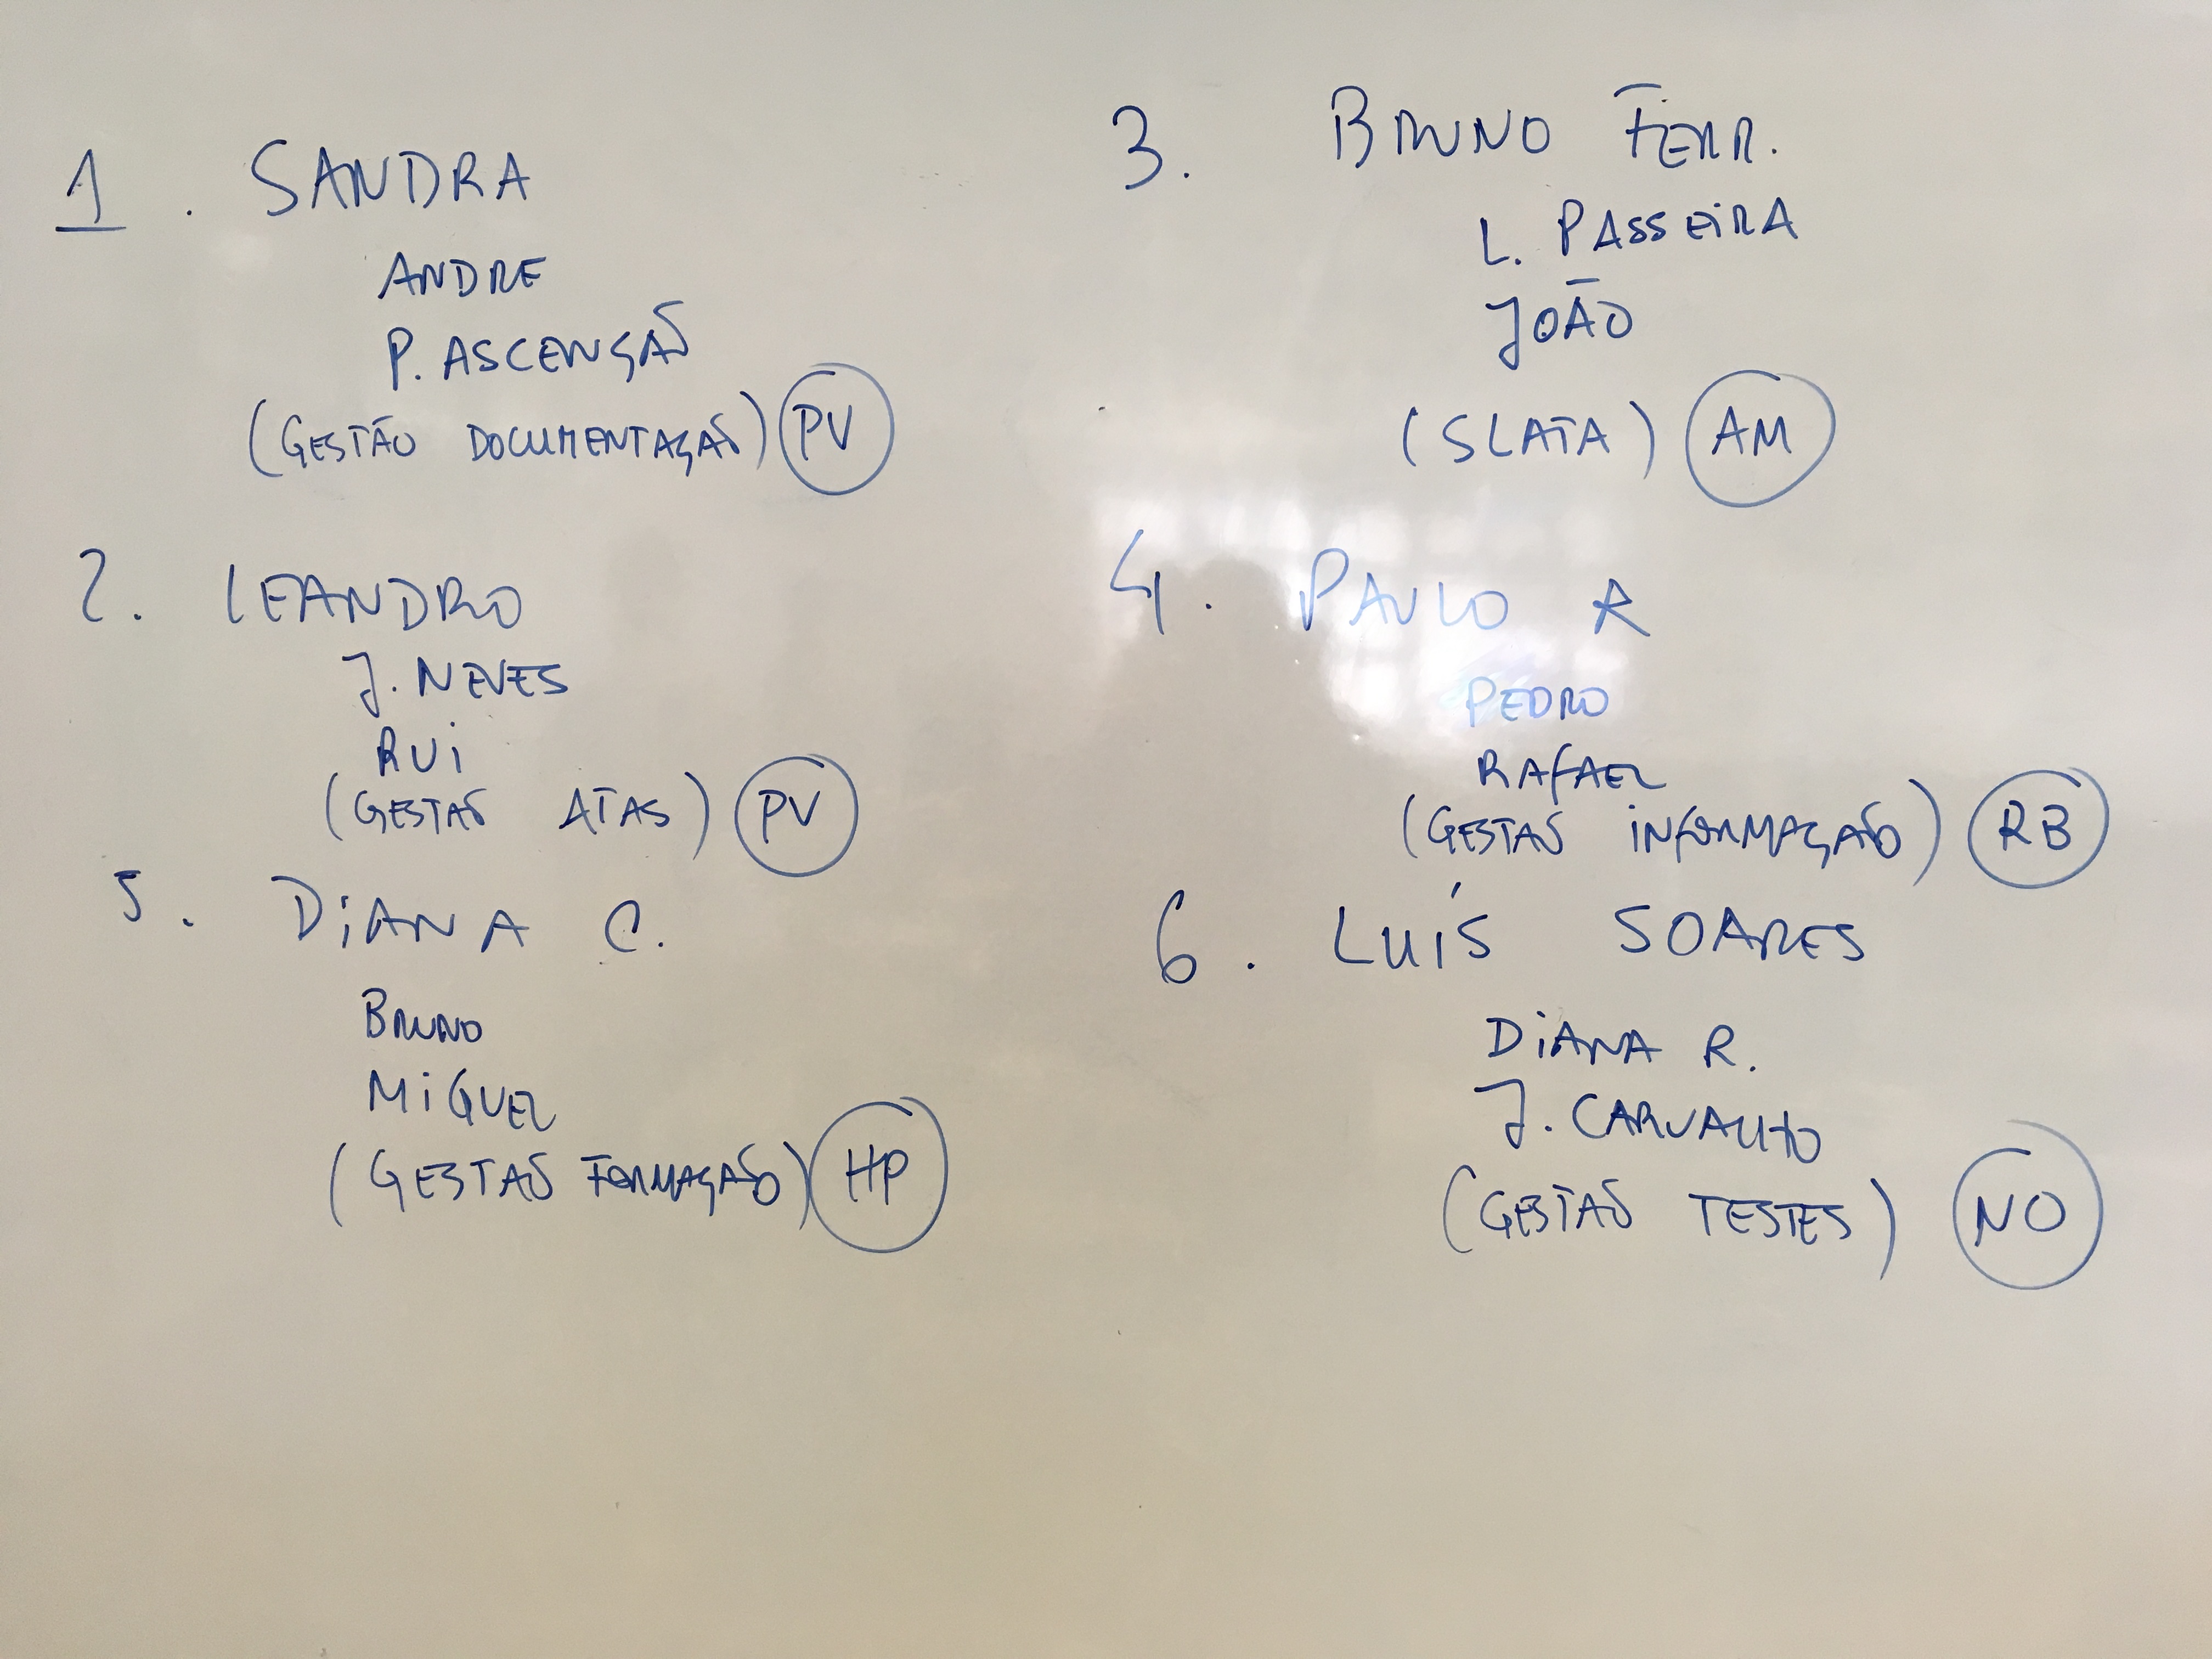 1. SANDRA
ANDRE
P. ASCENÇÃO
(GESTÃO DOCUMENTAÇÃO) PV
2. LEANDRO
J. NEVES
RUi
(GESTÃO ATAS) PV
5. DiANA C.
BRUNO
MiGUEL
(GESTÃO FORMAÇÃO) HP
3. BRUNO FERR.
L. PASSEiRA
JOÃO
(SLATA) AM
4. PAULO R
PEDRO
RAFAEL
(GESTÃO iNFORMAÇÃO) RB
6. LUÍS SOARES
DiANA R.
J. CARVALHO
(GESTÃO TESTES) NO